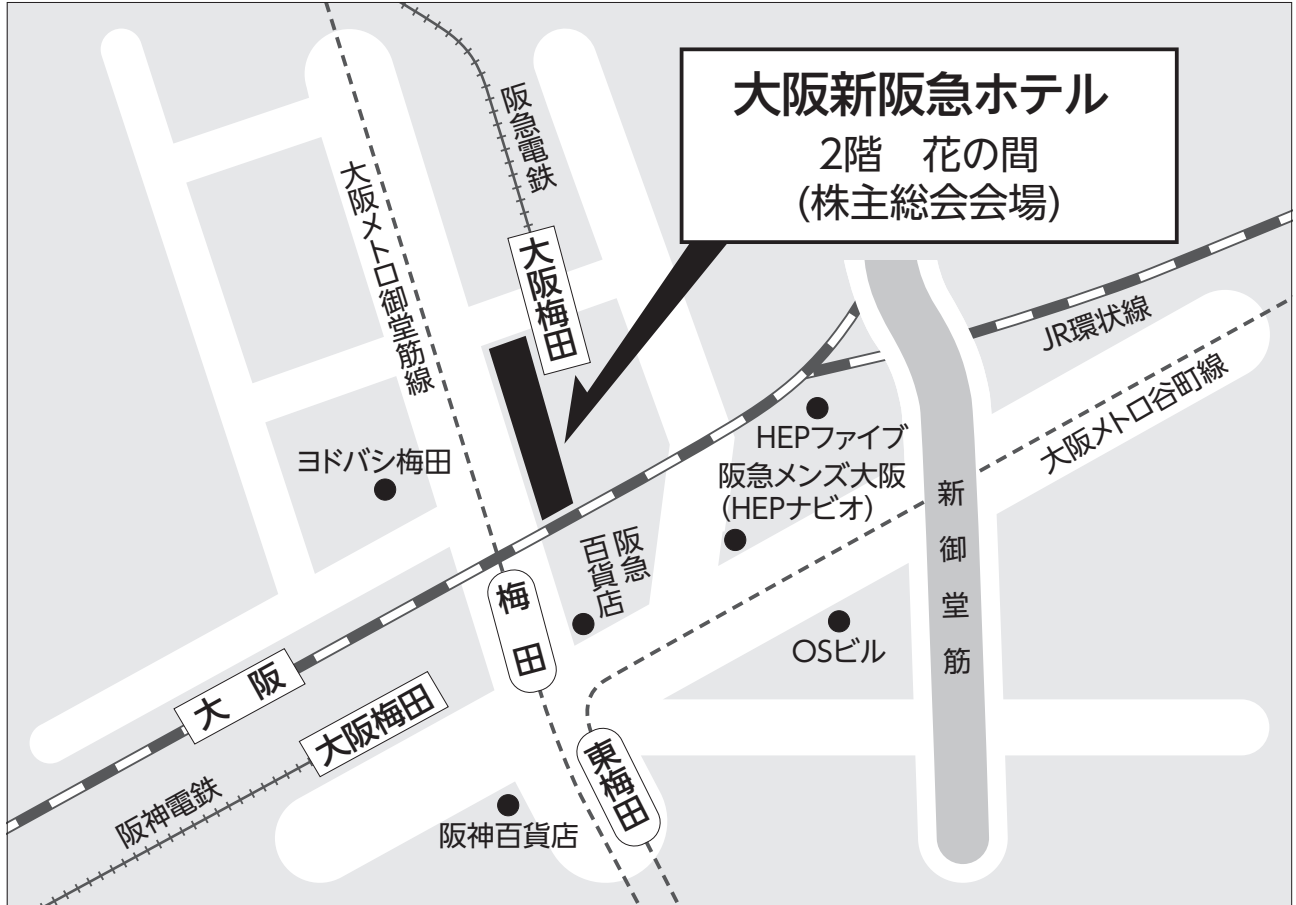 大阪新阪急ホテル
2階　花の間
(株主総会会場)
阪急電鉄
大阪メトロ御堂筋線
大阪梅田
JR環状線
大阪メトロ谷町線
HEPファイブ
阪急メンズ大阪
(HEPナビオ)
ヨドバシ梅田
新御堂筋
阪急
百貨店
梅田
OSビル
大阪
大阪梅田
東梅田
阪神電鉄
阪神百貨店